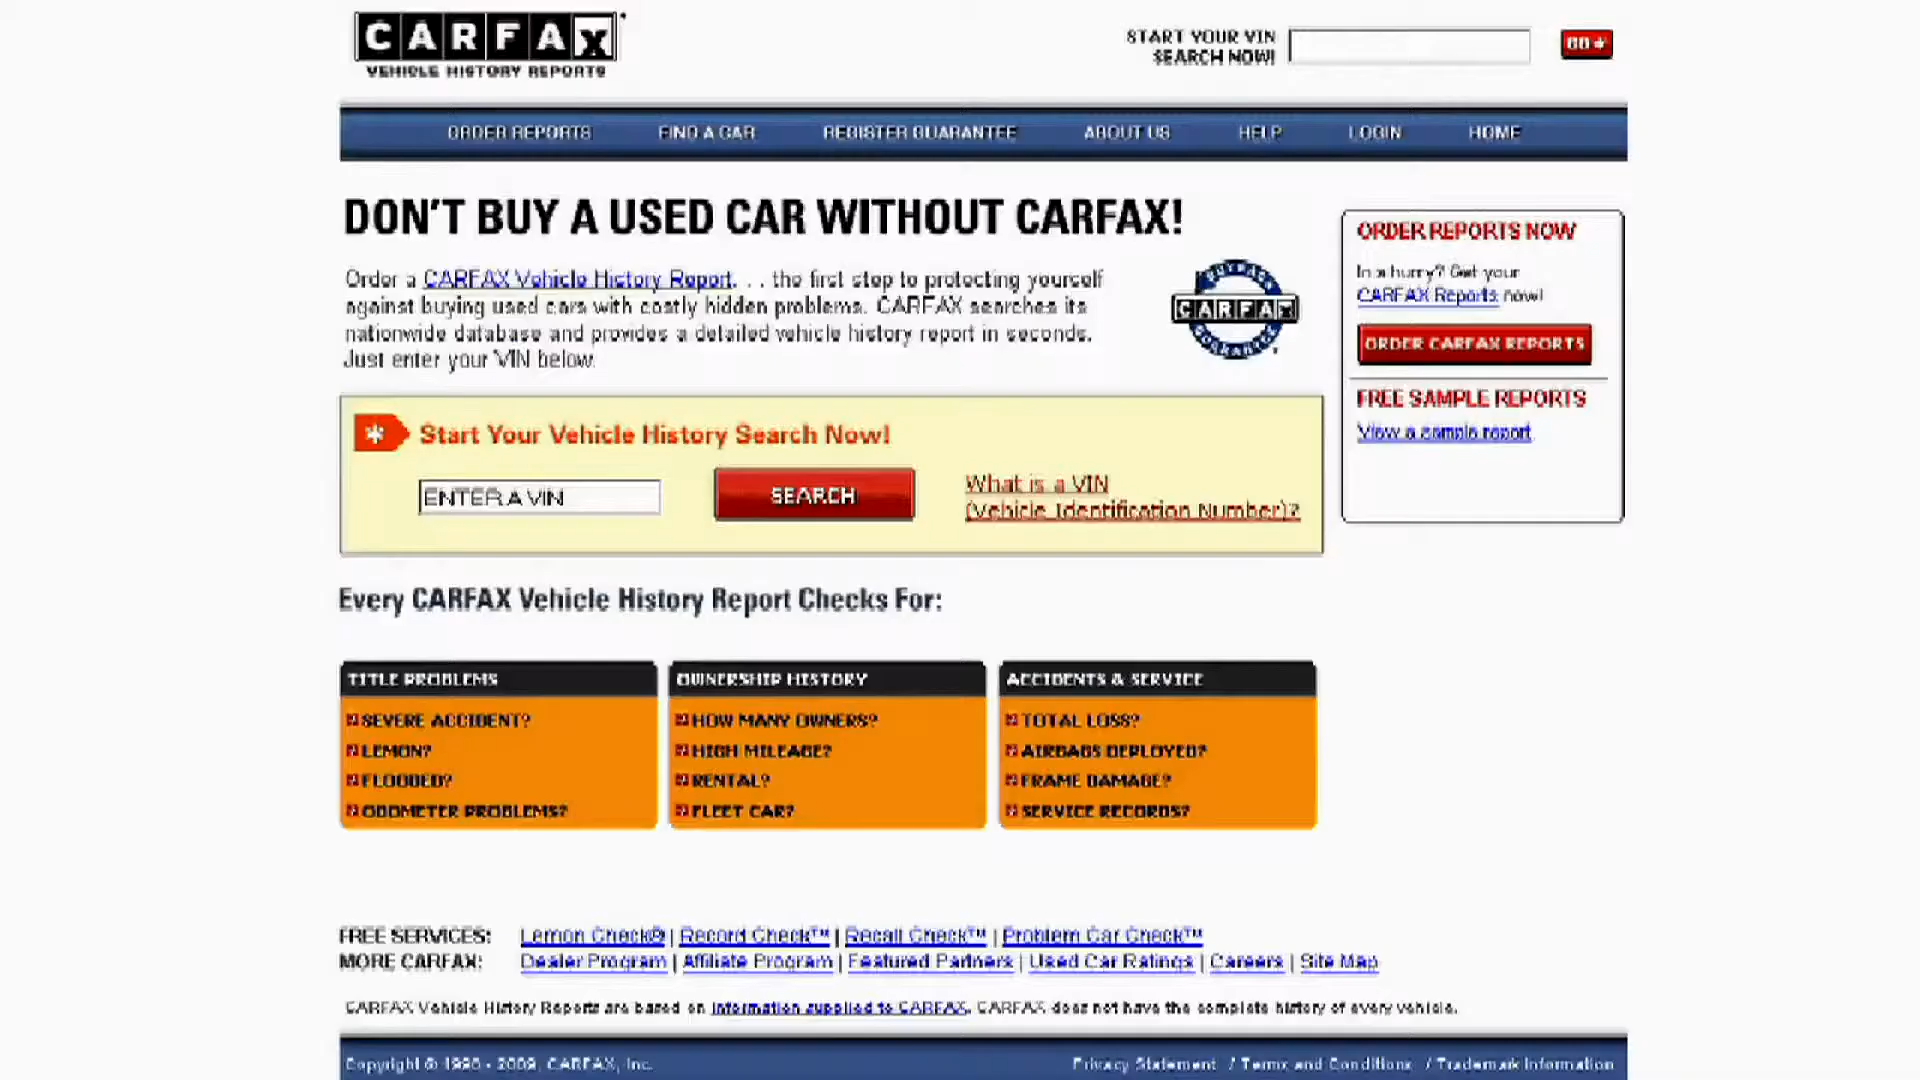 CARFAX
VEHICLE HISTORY REPORTS
START YOUR VIN
SEARCH NOW!
GO
ORDER REPORTS
FIND A CAR
REGISTER GUARANTEE
ABOUT US
HELP
LOGIN
HOME
DON'T BUY A USED CAR WITHOUT CARFAX!
Order a CARFAX Vehicle History Report. . . the first step to protecting yourself
against buying used cars with costly hidden problems. CARFAX searches its
nationwide database and provides a detailed vehicle history report in seconds.
Just enter your VIN below.
BUYBACK
CARFAX
GUARANTEE
ORDER REPORTS NOW
In a hurry? Get your
CARFAX Reports now!
ORDER CARFAX REPORTS
FREE SAMPLE REPORTS
View a sample report
* Start Your Vehicle History Search Now!
ENTER A VIN
SEARCH
What is a VIN
(Vehicle Identification Number)?
Every CARFAX Vehicle History Report Checks For:
TITLE PROBLEMS
SEVERE ACCIDENT?
LEMON?
FLOODED?
ODOMETER PROBLEMS?
OWNERSHIP HISTORY
HOW MANY OWNERS?
HIGH MILEAGE?
RENTAL?
FLEET CAR?
ACCIDENTS & SERVICE
TOTAL LOSS?
AIRBAGS DEPLOYED?
FRAME DAMAGE?
SERVICE RECORDS?
FREE SERVICES: Lemon Check® | Record Check™ | Recall Check™ | Problem Car Check™
MORE CARFAX: Dealer Program | Affiliate Program | Featured Partners | Used Car Ratings | Careers | Site Map
CARFAX Vehicle History Reports are based on information supplied to CARFAX. CARFAX does not have the complete history of every vehicle.
Copyright © 1996 - 2009. CARFAX, Inc.
Privacy Statement / Terms and Conditions / Trademark Information